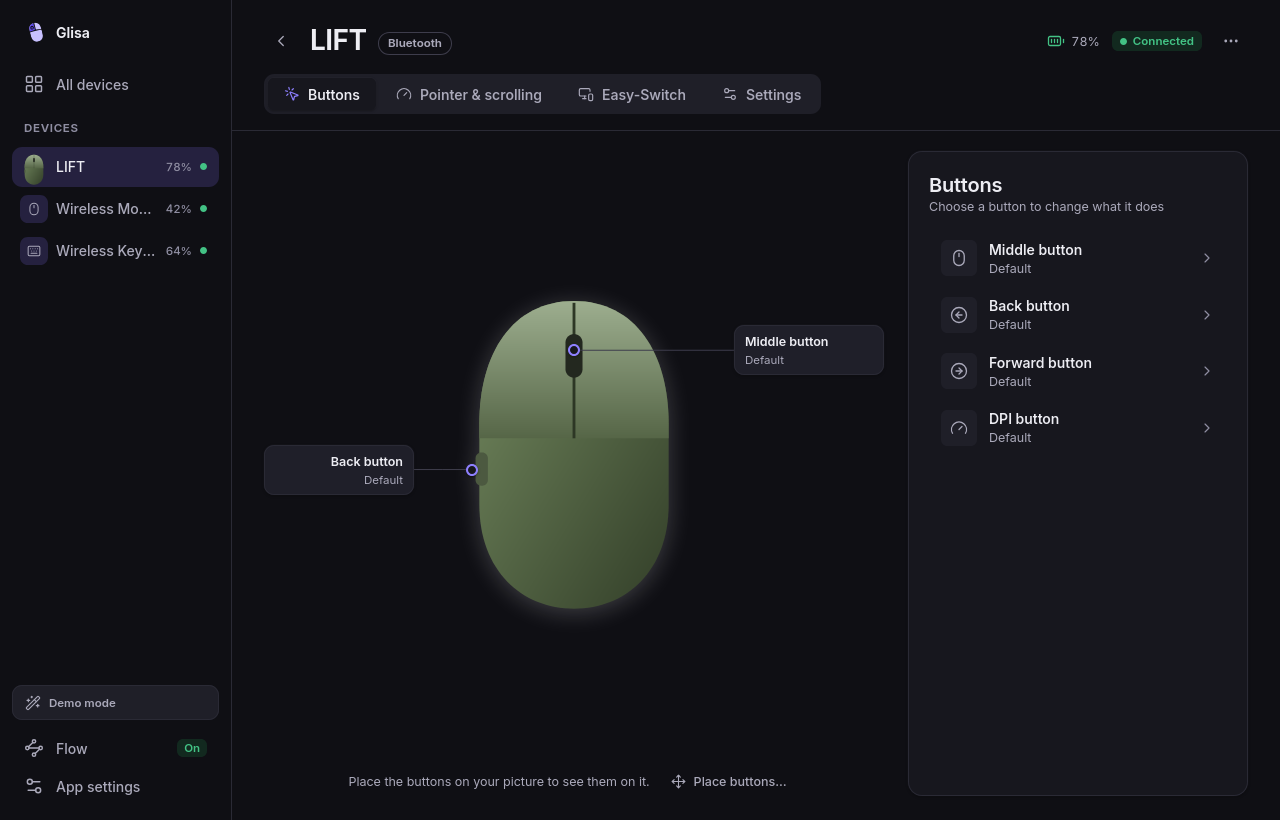 Glisa
All devices
DEVICES
LIFT 78%
Wireless Mo... 42%
Wireless Key... 64%
Demo mode
Flow On
App settings
LIFT Bluetooth
78% Connected
Buttons Pointer & scrolling Easy-Switch Settings
Middle button
Default
Back button
Default
Place the buttons on your picture to see them on it. Place buttons...
Buttons
Choose a button to change what it does
Middle button
Default
Back button
Default
Forward button
Default
DPI button
Default